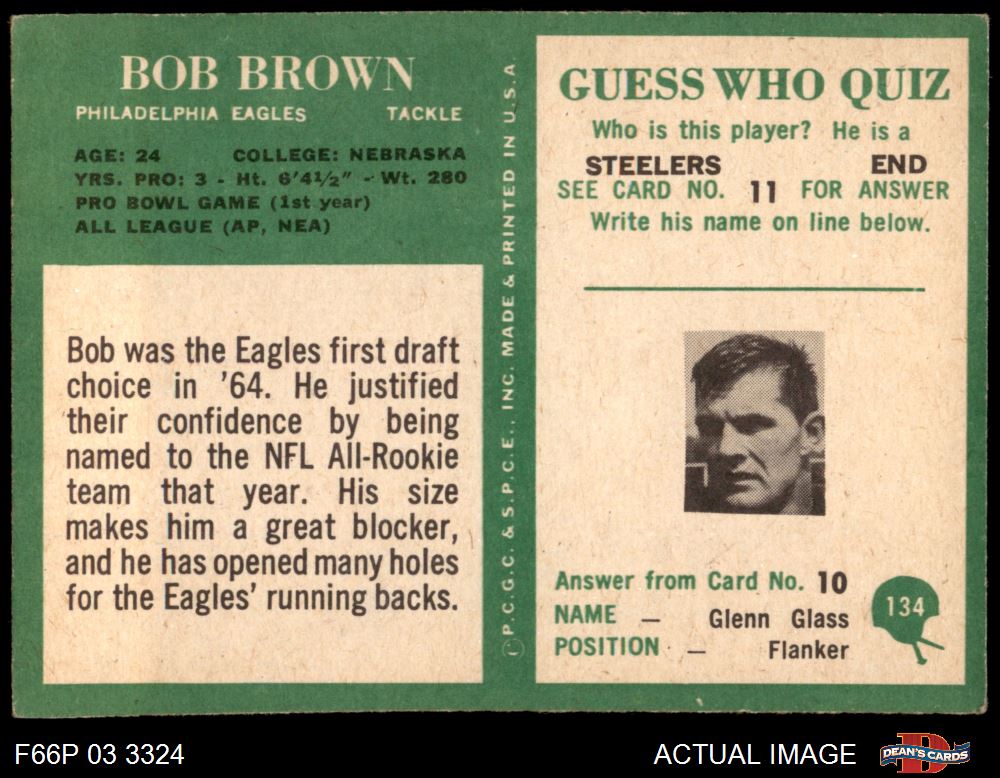 BOB BROWN
PHILADELPHIA EAGLES TACKLE
AGE: 24 COLLEGE: NEBRASKA
YRS. PRO: 3 - Ht. 6'4½" - Wt. 280
PRO BOWL GAME (1st year)
ALL LEAGUE (AP, NEA)
Bob was the Eagles first draft
choice in '64. He justified
their confidence by being
named to the NFL All-Rookie
team that year. His size
makes him a great blocker,
and he has opened many holes
for the Eagles' running backs.
© P.C.G.C. & S.P.C.E., INC. MADE & PRINTED IN U.S.A.
GUESS WHO QUIZ
Who is this player? He is a
STEELERS END
SEE CARD NO. 11 FOR ANSWER
Write his name on line below.
Answer from Card No. 10
NAME — Glenn Glass
POSITION — Flanker
134
F66P 03 3324
ACTUAL IMAGE
DEAN'S CARDS